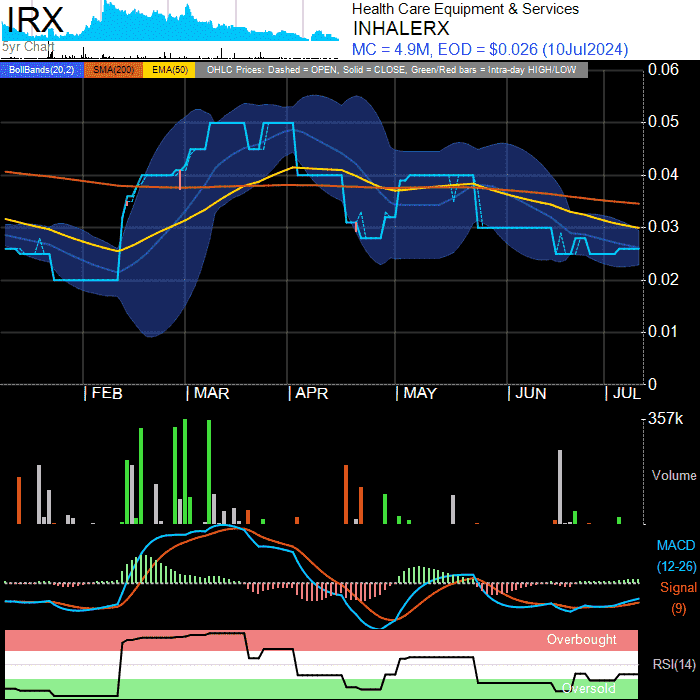 IRX
5yr Chart
Health Care Equipment & Services
INHALERX
MC = 4.9M, EOD = $0.026 (10Jul2024)
BollBands(20,2) SMA(200) EMA(50) OHLC Prices: Dashed = OPEN, Solid = CLOSE, Green/Red bars = Intra-day HIGH/LOW
0.06
0.05
0.04
0.03
0.02
0.01
0
| FEB | MAR | APR | MAY | JUN | JUL
357k
Volume
MACD
(12-26)
Signal
(9)
Overbought
RSI(14)
Oversold